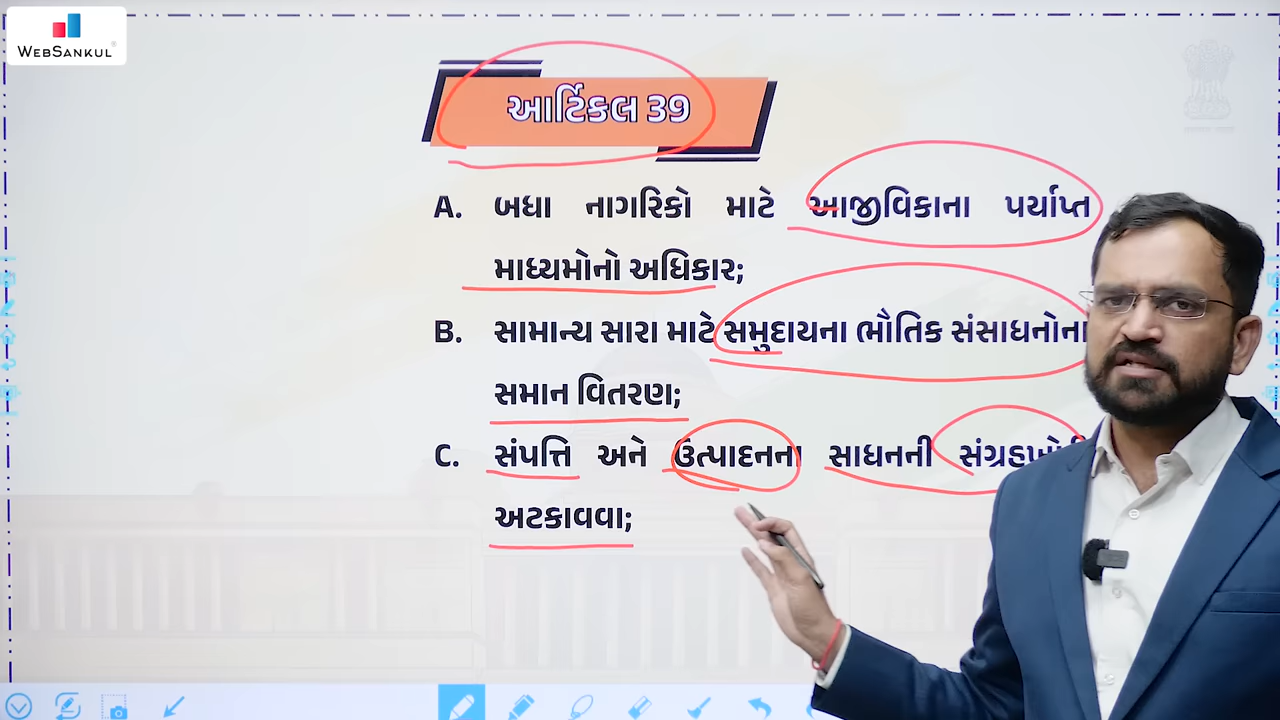 WEBSANKUL
આર્ટિકલ 39
A. બધા નાગરિકો માટે આજીવિકાના પર્યાપ્ત
માધ્યમોનો અધિકાર;
B. સામાન્ય સારા માટે સમુદાયના ભૌતિક સંસાધનોના
સમાન વિતરણ;
C. સંપત્તિ અને ઉત્પાદનના સાધનની
અટકાવવા;